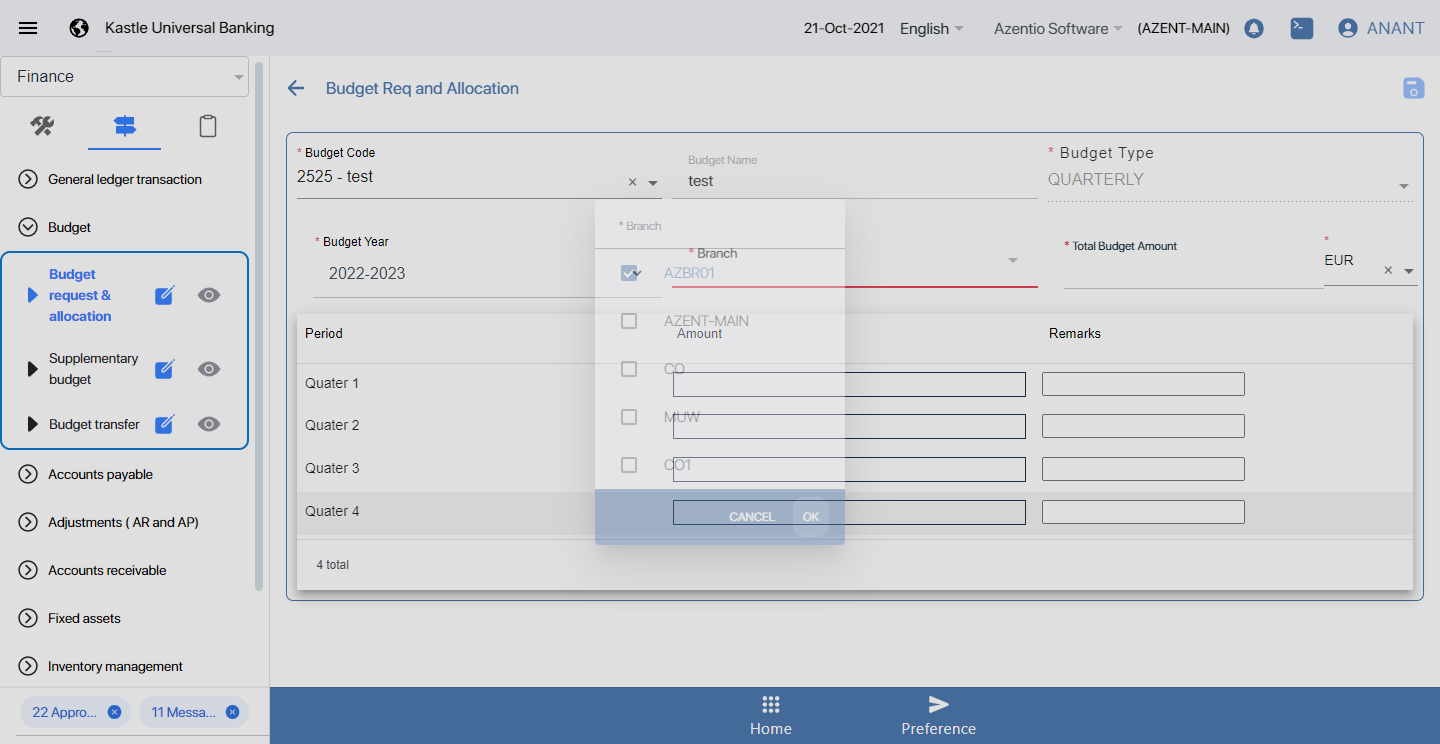 Kastle Universal Banking
21-Oct-2021 English Azentio Software (AZENT-MAIN) ANANT
Finance
Budget Req and Allocation
General ledger transaction
Budget
Budget
request &
allocation
Supplementary
budget
Budget transfer
Accounts payable
Adjustments ( AR and AP)
Accounts receivable
Fixed assets
Inventory management
22 Appro...
11 Messa...
* Budget Code
2525 - test
Budget Name
test
* Budget Type
QUARTERLY
* Budget Year
2022-2023
* Branch
* Total Budget Amount
*
EUR
Period Amount Remarks
Quater 1
Quater 2
Quater 3
Quater 4
4 total
* Branch
AZBR01
AZENT-MAIN
CO
MUW
CO1
CANCEL OK
Home
Preference